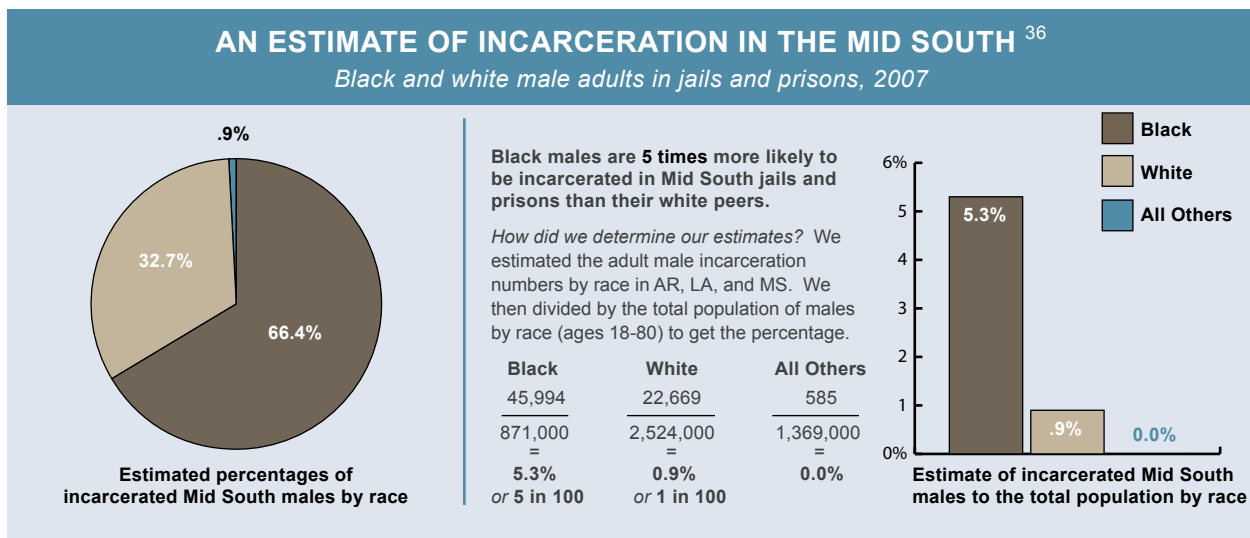 AN ESTIMATE OF INCARCERATION IN THE MID SOUTH 36
Black and white male adults in jails and prisons, 2007
.9%
32.7%
66.4%
Estimated percentages of
incarcerated Mid South males by race
Black males are 5 times more likely to
be incarcerated in Mid South jails and
prisons than their white peers.
How did we determine our estimates? We
estimated the adult male incarceration
numbers by race in AR, LA, and MS. We
then divided by the total population of males
by race (ages 18-80) to get the percentage.
Black White All Others
45,994 22,669 585
871,000 2,524,000 1,369,000
= = =
5.3% 0.9% 0.0%
or 5 in 100 or 1 in 100
Black
White
All Others
6%
5
4
3
2
1
0%
5.3%
.9%
0.0%
Estimate of incarcerated Mid South
males to the total population by race